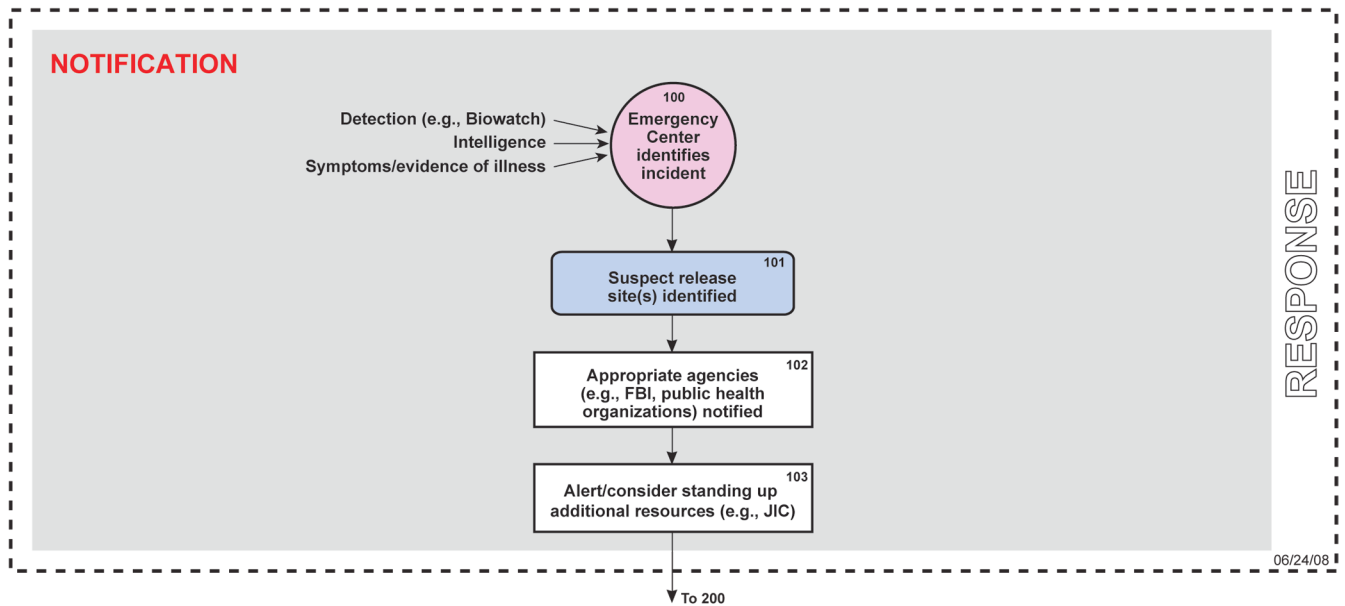 NOTIFICATION
100
Emergency
Center
identifies
incident
Detection (e.g., Biowatch)
Intelligence
Symptoms/evidence of illness
101
Suspect release
site(s) identified
102
Appropriate agencies
(e.g., FBI, public health
organizations) notified
103
Alert/consider standing up
additional resources (e.g., JIC)
RESPONSE
06/24/08
To 200